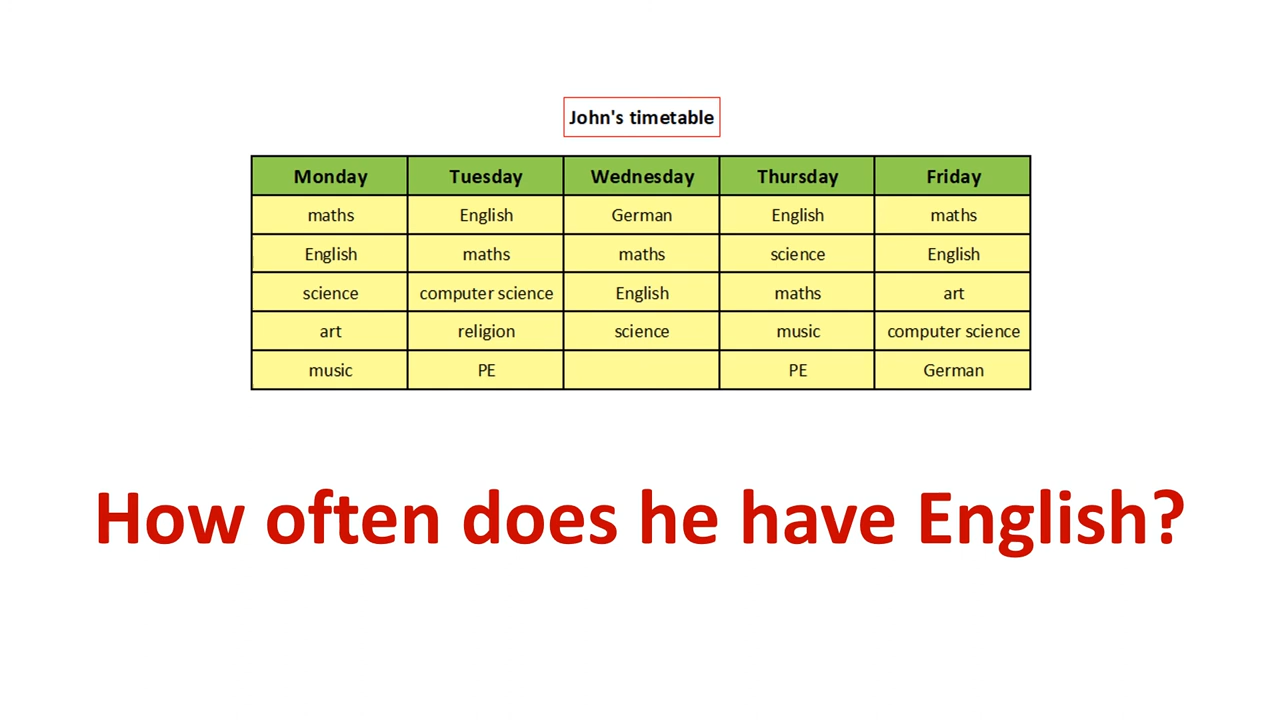 John's timetable
Monday Tuesday Wednesday Thursday Friday
maths English German English maths
English maths maths science English
science computer science English maths art
art religion science music computer science
music PE PE German
How often does he have English?